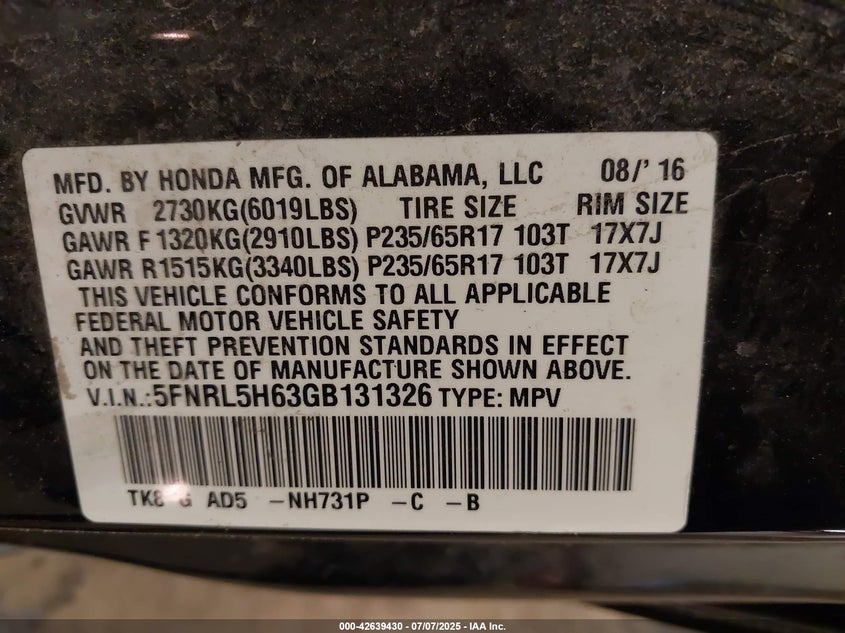 MFD. BY HONDA MFG. OF ALABAMA, LLC 08/' 16
GVWR 2730KG(6019LBS) TIRE SIZE RIM SIZE
GAWR F 1320KG(2910LBS) P235/65R17 103T 17X7J
GAWR R1515KG(3340LBS) P235/65R17 103T 17X7J
THIS VEHICLE CONFORMS TO ALL APPLICABLE
FEDERAL MOTOR VEHICLE SAFETY
AND THEFT PREVENTION STANDARDS IN EFFECT
ON THE DATE OF MANUFACTURE SHOWN ABOVE.
V.I.N.:5FNRL5H63GB131326 TYPE: MPV
AD5 -NH731P -C -B
000-42639430 - 07/07/2025 - IAA Inc.